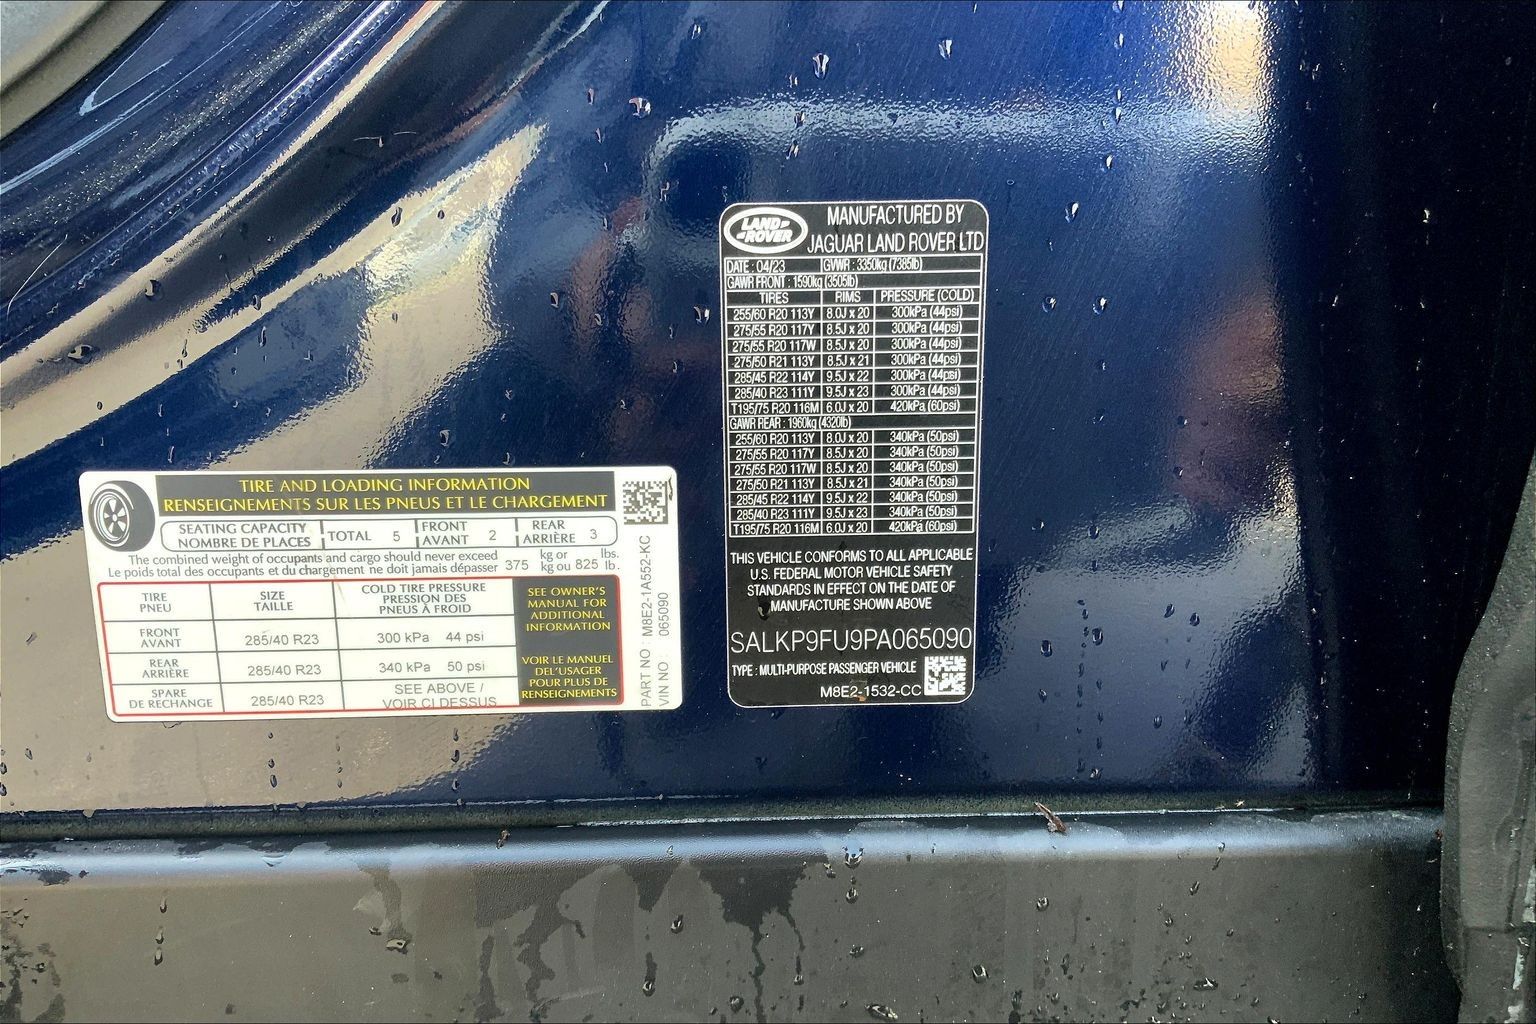 TIRE AND LOADING INFORMATION
RENSEIGNEMENTS SUR LES PNEUS ET LE CHARGEMENT
SEATING CAPACITY
NOMBRE DE PLACES
TOTAL 5
FRONT
AVANT 2
REAR
ARRIÈRE 3
The combined weight of occupants and cargo should never exceed 375 kg or 825 lbs.
Le poids total des occupants et du chargement ne doit jamais dépasser kg ou lb.
TIRE
PNEU
SIZE
TAILLE
COLD TIRE PRESSURE
PRESSION DES
PNEUS À FROID
FRONT
AVANT
285/40 R23
300 kPa 44 psi
REAR
ARRIÈRE
285/40 R23
340 kPa 50 psi
SPARE
DE RECHANGE
285/40 R23
SEE ABOVE /
VOIR CI DESSUS
SEE OWNER'S
MANUAL FOR
ADDITIONAL
INFORMATION
VOIR LE MANUEL
DEL'USAGER
POUR PLUS DE
RENSEIGNEMENTS
PART NO : M8E2-1A552-KC
VIN NO : 065090
LAND
ROVER
MANUFACTURED BY
JAGUAR LAND ROVER LTD
DATE : 04/23 GVWR : 3350kg (7385lb)
GAWR FRONT : 1590kg (3505lb)
TIRES RIMS PRESSURE (COLD)
255/60 R20 113Y 8.0J x 20 300kPa (44psi)
275/55 R20 117Y 8.5J x 20 300kPa (44psi)
275/55 R20 117W 8.5J x 20 300kPa (44psi)
275/50 R21 113Y 8.5J x 21 300kPa (44psi)
285/45 R22 114Y 9.5J x 22 300kPa (44psi)
285/40 R23 111Y 9.5J x 23 300kPa (44psi)
T195/75 R20 116M 6.0J x 20 420kPa (60psi)
GAWR REAR : 1960kg (4320lb)
255/60 R20 113Y 8.0J x 20 340kPa (50psi)
275/55 R20 117Y 8.5J x 20 340kPa (50psi)
275/55 R20 117W 8.5J x 20 340kPa (50psi)
275/50 R21 113Y 8.5J x 21 340kPa (50psi)
285/45 R22 114Y 9.5J x 22 340kPa (50psi)
285/40 R23 111Y 9.5J x 23 340kPa (50psi)
T195/75 R20 116M 6.0J x 20 420kPa (60psi)
THIS VEHICLE CONFORMS TO ALL APPLICABLE
U.S. FEDERAL MOTOR VEHICLE SAFETY
STANDARDS IN EFFECT ON THE DATE OF
MANUFACTURE SHOWN ABOVE
SALKP9FU9PA065090
TYPE : MULTI-PURPOSE PASSENGER VEHICLE
M8E2-1532-CC